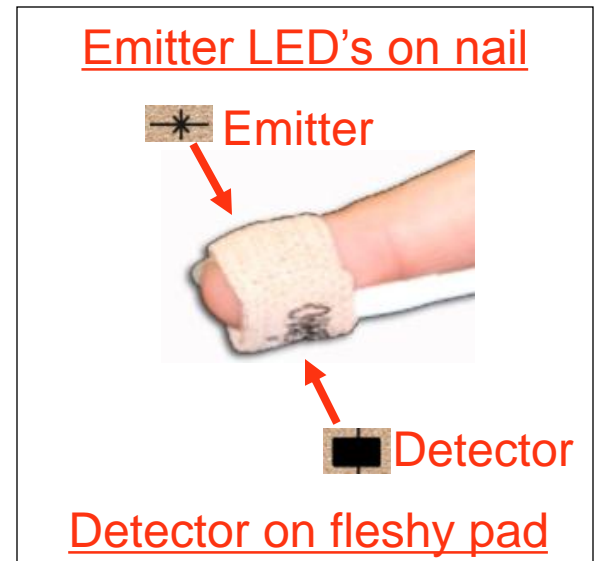 Emitter LED's on nail
Emitter
Detector
Detector on fleshy pad